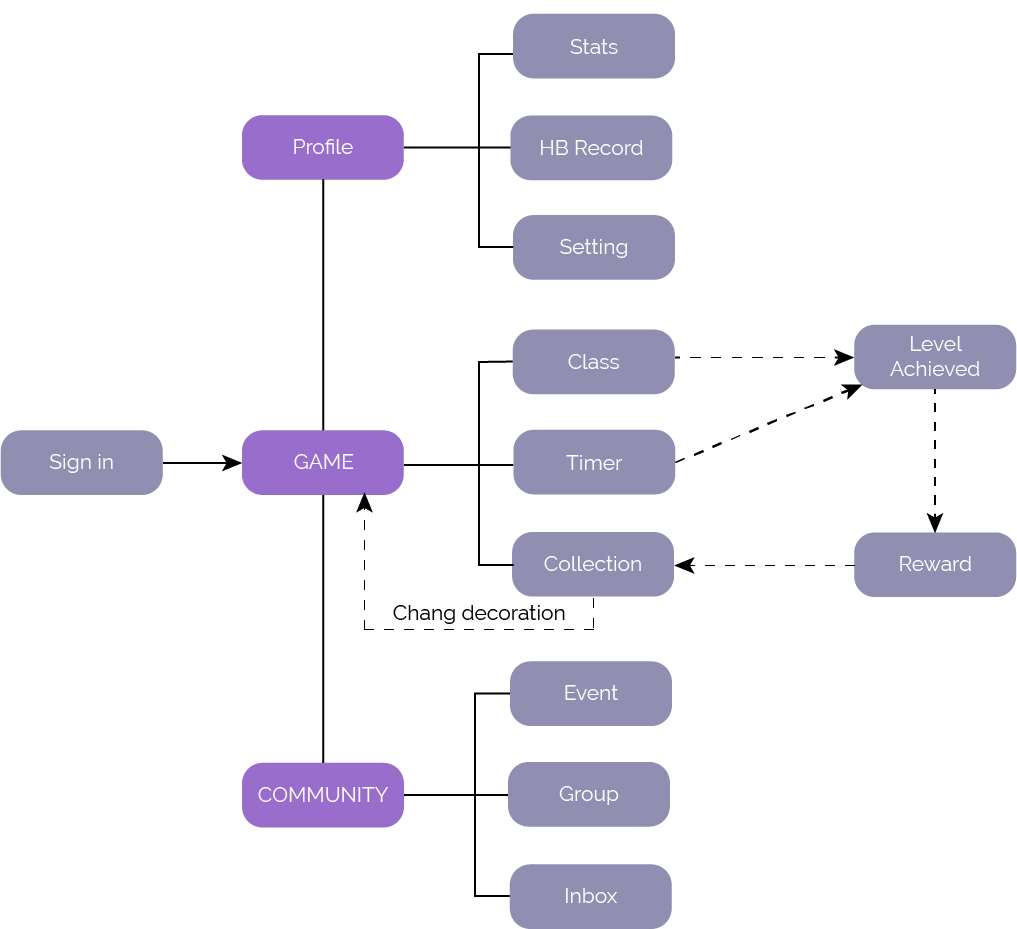 Stats
Profile
HB Record
Setting
Level
Achieved
Class
Sign in
GAME
Timer
Collection
Reward
Chang decoration
Event
COMMUNITY
Group
Inbox